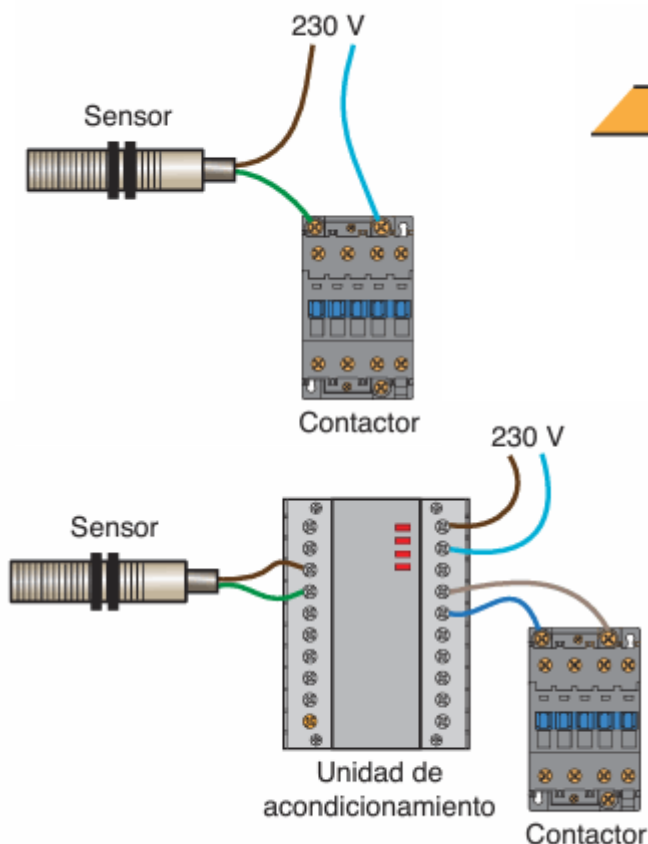 230 V
Sensor
Contactor
230 V
Sensor
Unidad de
acondicionamiento
Contactor